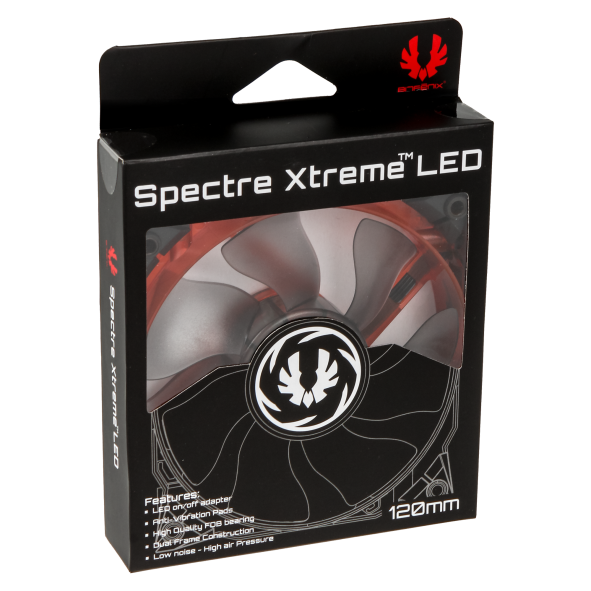 BITFENIX
Spectre Xtreme™ LED
Spectre Xtreme™ LED
Features:
• LED on/off adapter
• Anti-Vibration Pads
• High Quality FDB bearing
• Dual Frame Construction
• Low noise - High air Pressure
120mm